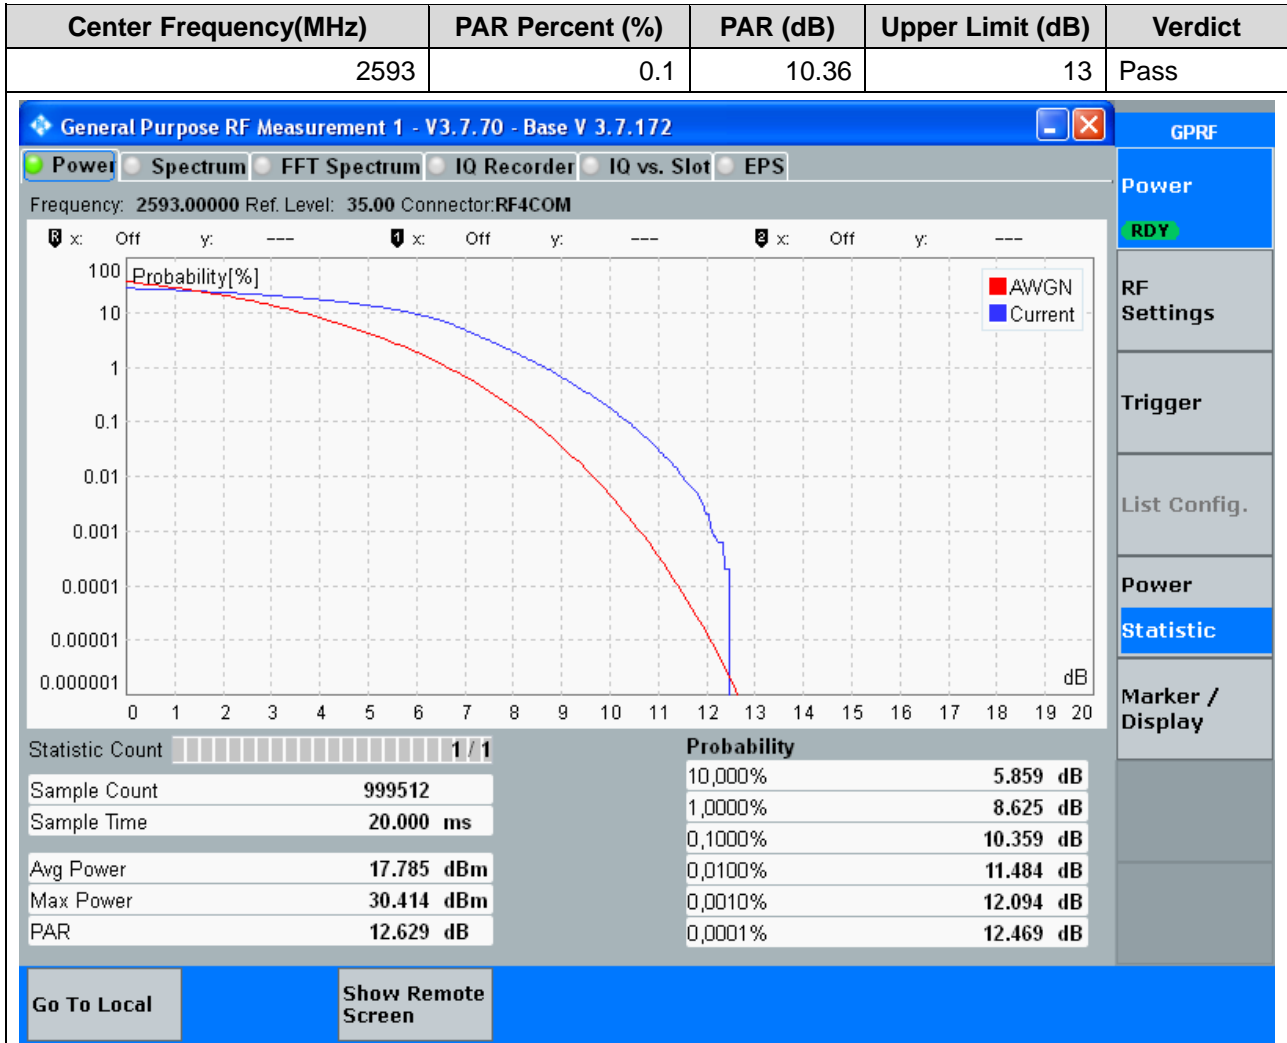 Center Frequency(MHz) PAR Percent (%) PAR (dB) Upper Limit (dB) Verdict
2593 0.1 10.36 13 Pass
General Purpose RF Measurement 1 - V3.7.70 - Base V 3.7.172
GPRF
Power Spectrum FFT Spectrum IQ Recorder IQ vs. Slot EPS
Frequency: 2593.00000 Ref. Level: 35.00 Connector:RF4COM
R x: Off y: --- 1 x: Off y: --- 2 x: Off y: ---
Probability[%]
AWGN
Current
100
10
1
0.1
0.01
0.001
0.0001
0.00001
0.000001
dB
0 1 2 3 4 5 6 7 8 9 10 11 12 13 14 15 16 17 18 19 20
Statistic Count 1 / 1
Sample Count 999512
Sample Time 20.000 ms
Avg Power 17.785 dBm
Max Power 30.414 dBm
PAR 12.629 dB
Probability
10,000% 5.859 dB
1,0000% 8.625 dB
0,1000% 10.359 dB
0,0100% 11.484 dB
0,0010% 12.094 dB
0,0001% 12.469 dB
Power
RDY
RF
Settings
Trigger
List Config.
Power
Statistic
Marker /
Display
Go To Local
Show Remote
Screen